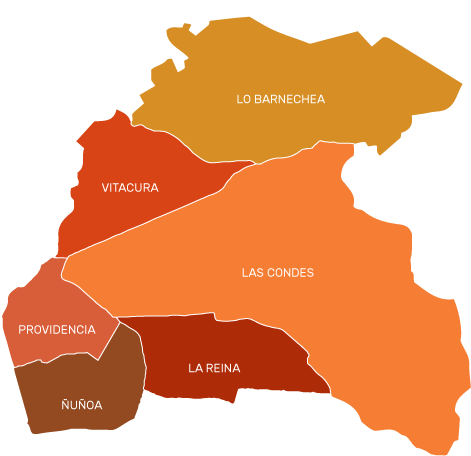 LO BARNECHEA
VITACURA
LAS CONDES
PROVIDENCIA
LA REINA
ÑUÑOA